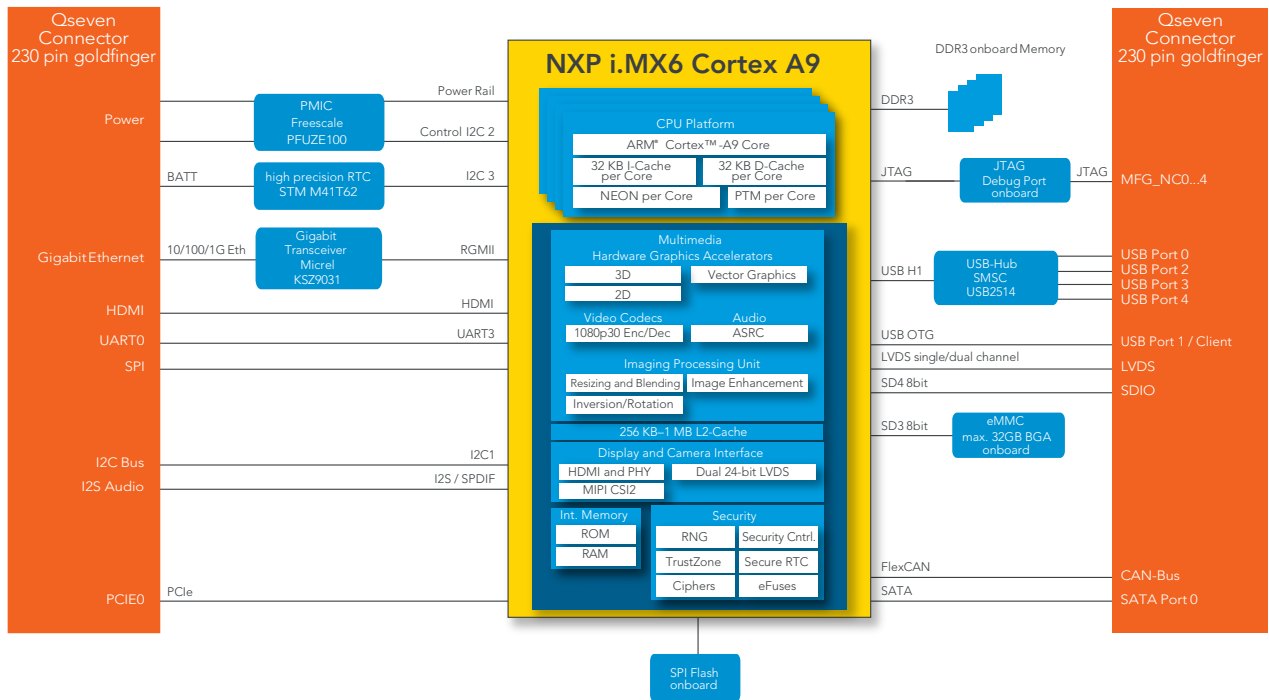 Qseven
Connector
230 pin goldfinger
Power
Gigabit Ethernet
HDMI
UART0
SPI
I2C Bus
I2S Audio
PCIE0
BATT
10/100/1G Eth
PCIe
PMIC
Freescale
PFUZE100
high precision RTC
STM M41T62
Gigabit
Transceiver
Micrel
KSZ9031
Power Rail
Control I2C 2
I2C 3
RGMII
HDMI
UART3
I2C1
I2S / SPDIF
NXP i.MX6 Cortex A9
CPU Platform
ARM® Cortex™-A9 Core
32 KB I-Cache
per Core
32 KB D-Cache
per Core
NEON per Core
PTM per Core
Multimedia
Hardware Graphics Accelerators
3D
Vector Graphics
2D
Video Codecs
Audio
1080p30 Enc/Dec
ASRC
Imaging Processing Unit
Resizing and Blending
Image Enhancement
Inversion/Rotation
256 KB–1 MB L2-Cache
Display and Camera Interface
HDMI and PHY
Dual 24-bit LVDS
MIPI CSI2
Int. Memory
ROM
RAM
Security
RNG
Security Cntrl.
TrustZone
Secure RTC
Ciphers
eFuses
SPI Flash
onboard
DDR3 onboard Memory
DDR3
JTAG
JTAG
Debug Port
onboard
JTAG
USB H1
USB-Hub
SMSC
USB2514
USB OTG
LVDS single/dual channel
SD4 8bit
SD3 8bit
eMMC
max. 32GB BGA
onboard
FlexCAN
SATA
Qseven
Connector
230 pin goldfinger
MFG_NC0...4
USB Port 0
USB Port 2
USB Port 3
USB Port 4
USB Port 1 / Client
LVDS
SDIO
CAN-Bus
SATA Port 0